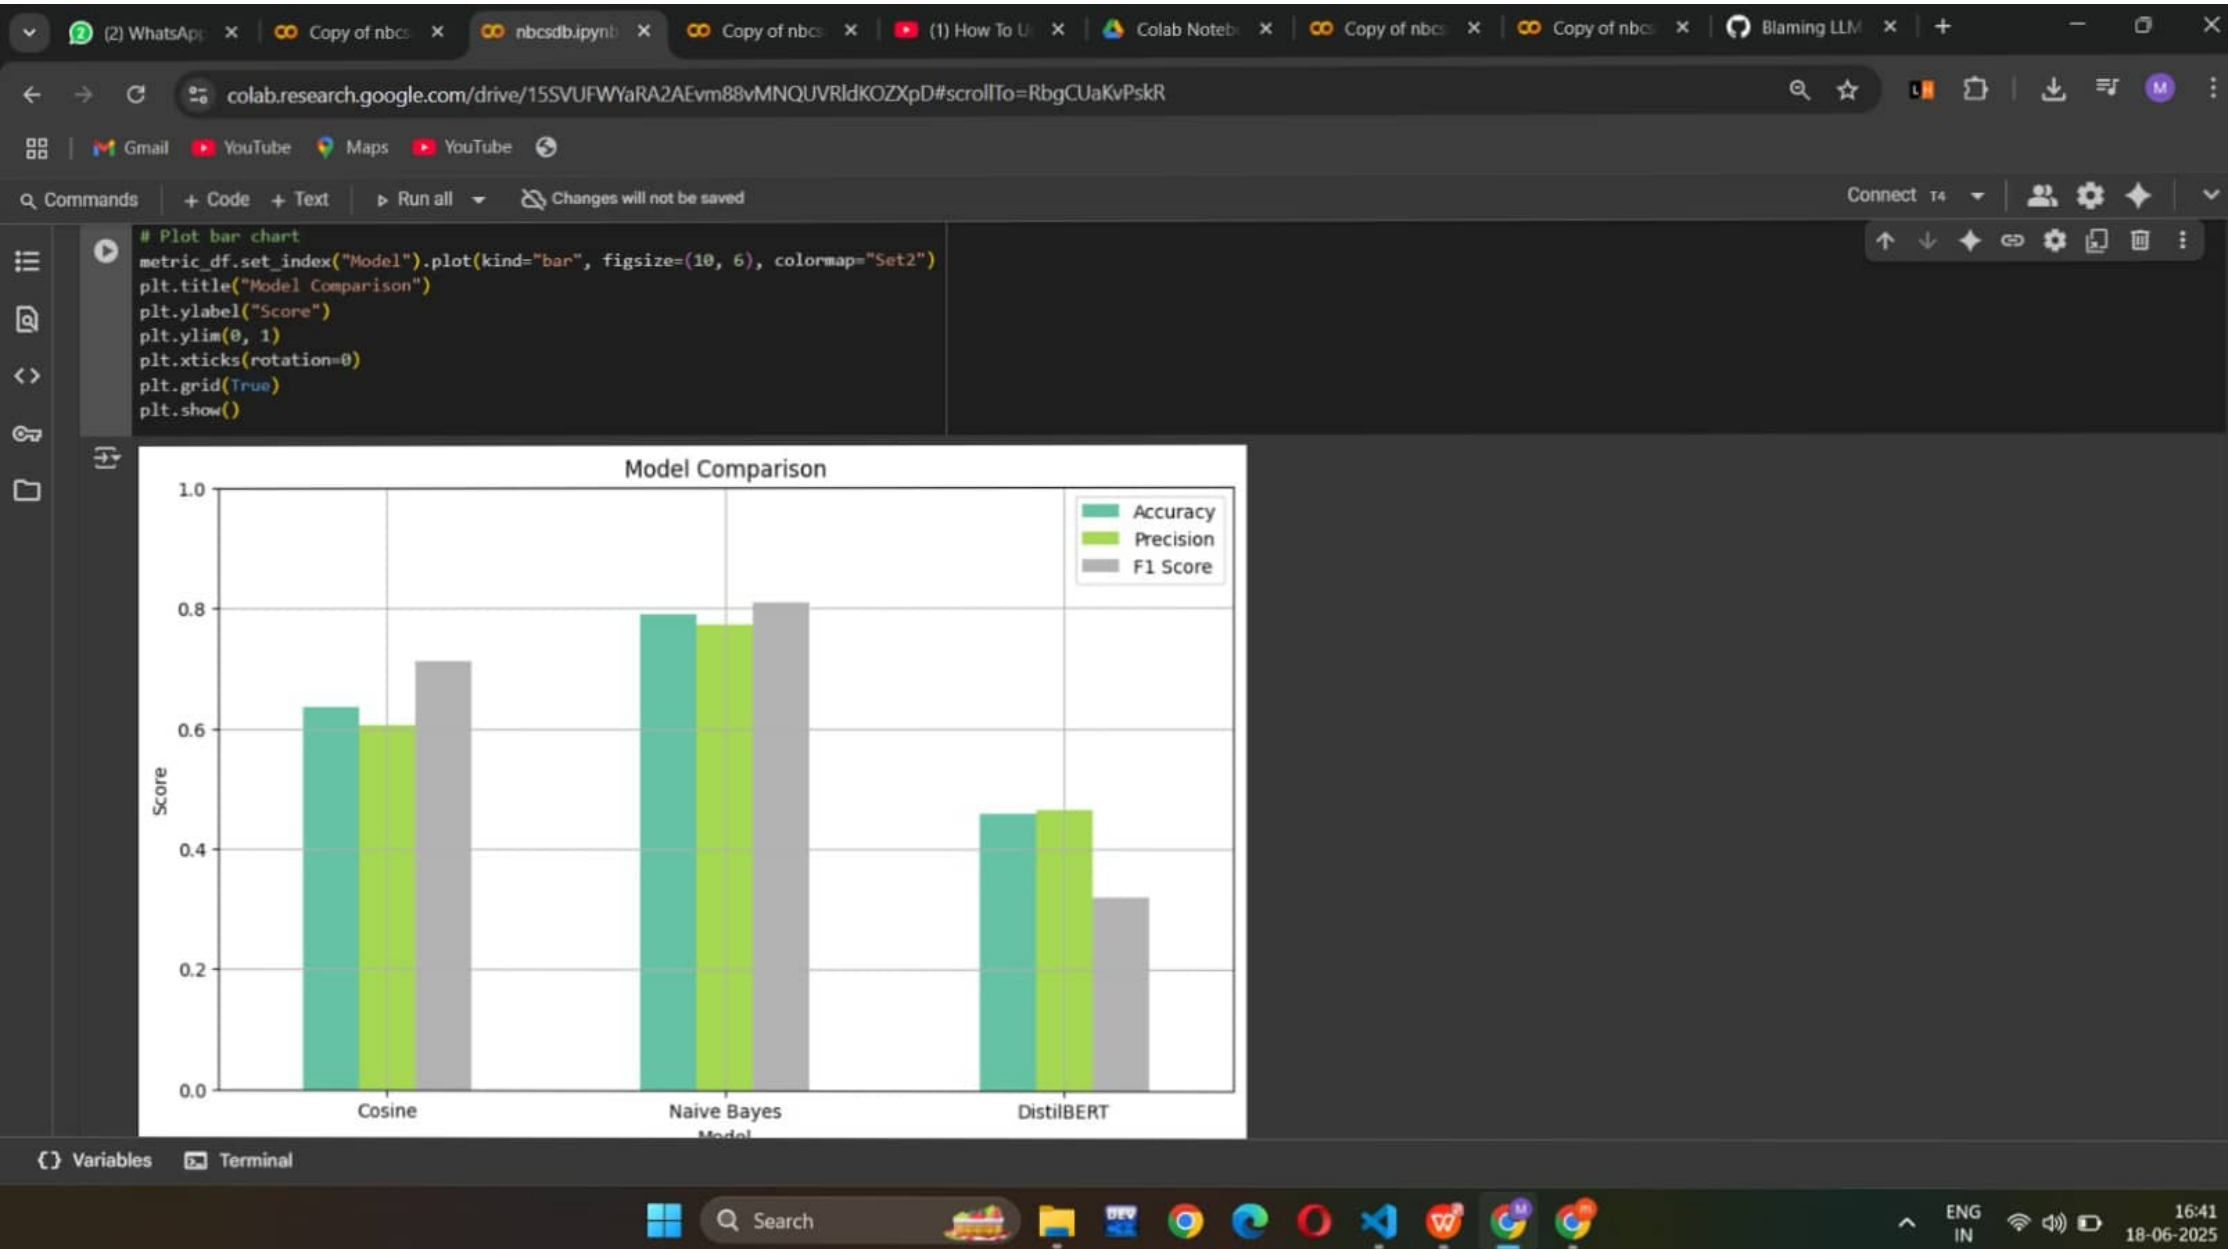 (2) WhatsApp
Copy of nbcs
nbcsdb.ipynb
Copy of nbcs
(1) How To U
Colab Noteb
Copy of nbcs
Copy of nbcs
Blaming LLM
colab.research.google.com/drive/15SVUFWYaRA2AEvm88vMNQUVRldKOZXpD#scrollTo=RbgCUaKvPskR
M
Gmail
YouTube
Maps
YouTube
Commands
+ Code
+ Text
Run all
Changes will not be saved
Connect T4
# Plot bar chart
metric_df.set_index("Model").plot(kind="bar", figsize=(10, 6), colormap="Set2")
plt.title("Model Comparison")
plt.ylabel("Score")
plt.ylim(0, 1)
plt.xticks(rotation=0)
plt.grid(True)
plt.show()
Model Comparison
1.0
0.8
0.6
0.4
0.2
0.0
Score
Accuracy
Precision
F1 Score
Cosine
Naive Bayes
DistilBERT
Model
Variables
Terminal
Search
DEV
ENG
IN
16:41
18-06-2025